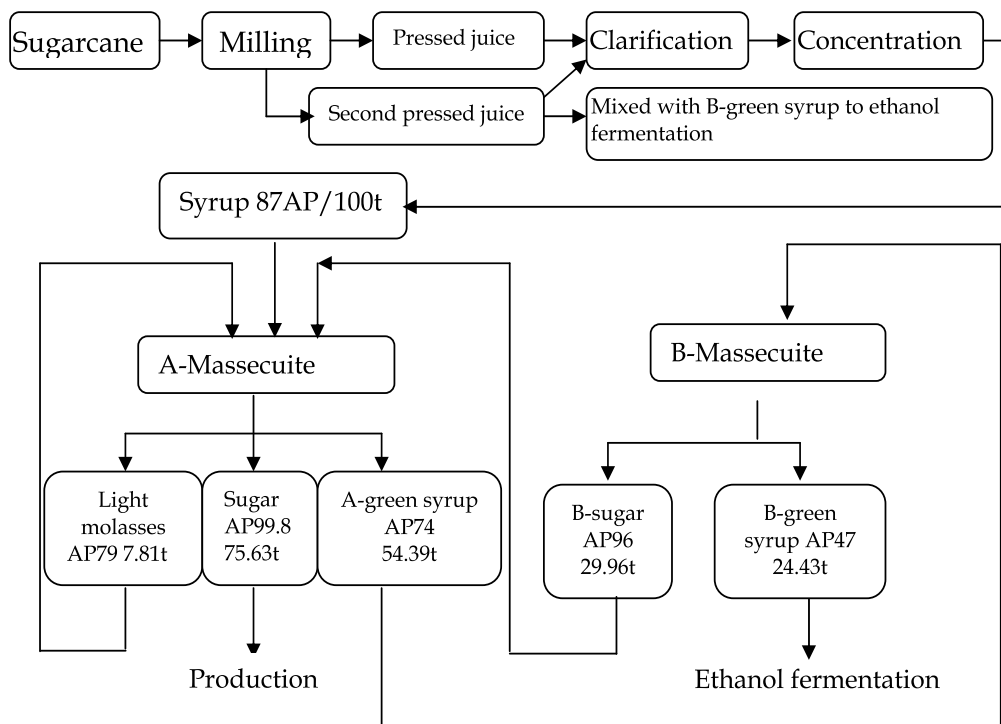 Sugarcane
Milling
Pressed juice
Clarification
Concentration
Second pressed juice
Mixed with B-green syrup to ethanol
fermentation
Syrup 87AP/100t
A-Massecuite
B-Massecuite
Light
molasses
AP79 7.81t
Sugar
AP99.8
75.63t
A-green syrup
AP74
54.39t
B-sugar
AP96
29.96t
B-green
syrup AP47
24.43t
Production
Ethanol fermentation